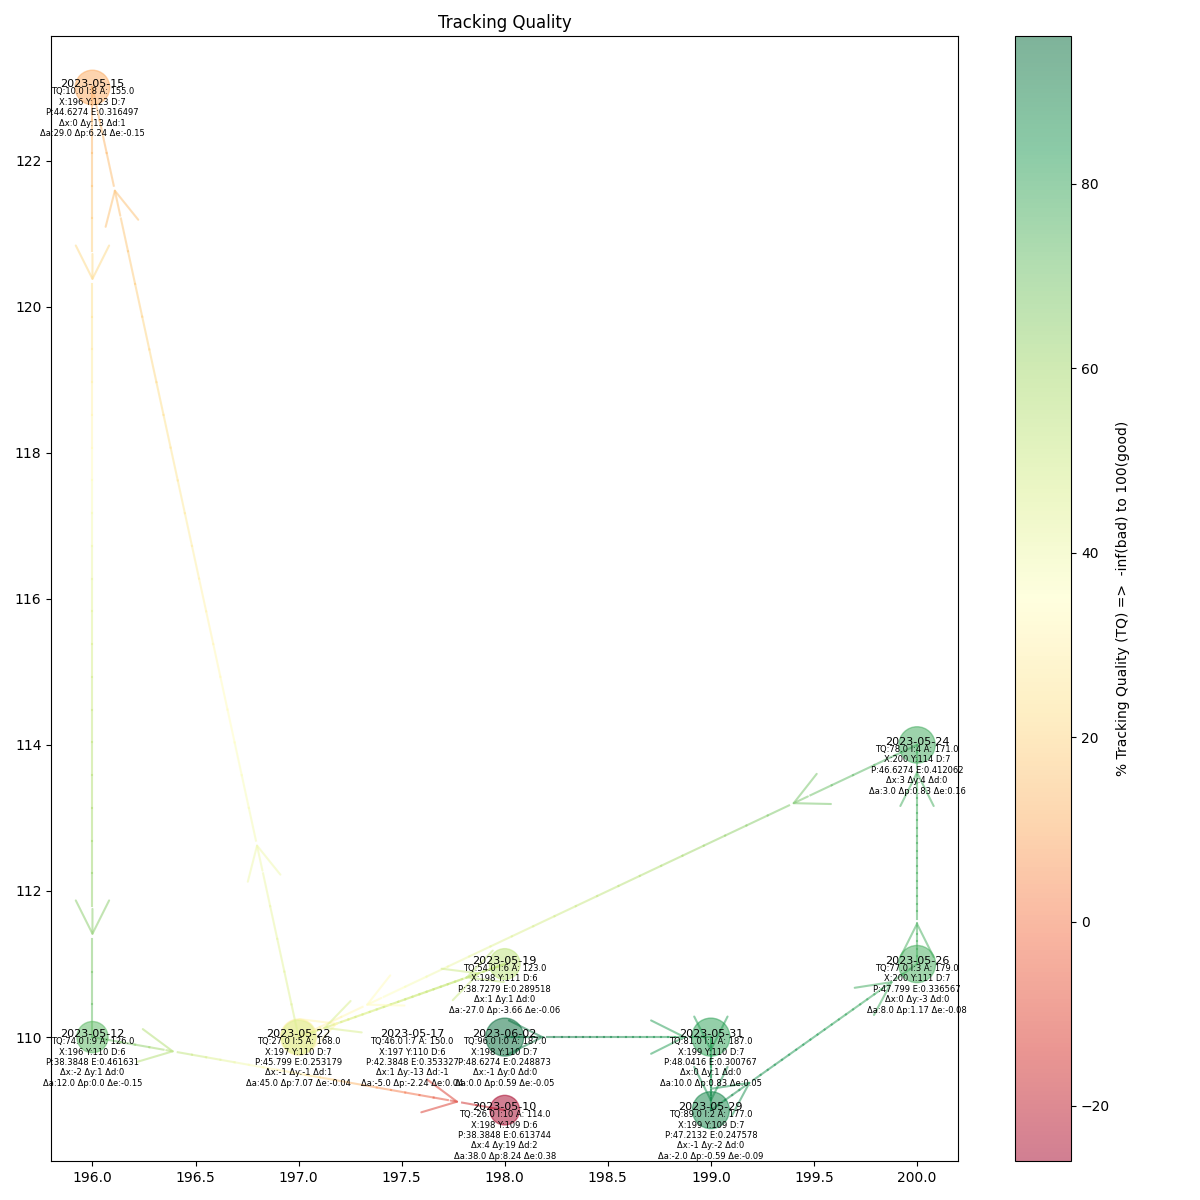 Tracking Quality
2023-05-15
TQ:10.0 I:8 A: 155.0
X:196 Y:123 D:7
P:44.6274 E:0.316497
Δx:0 Δy:13 Δd:1
Δa:29.0 Δp:6.24 Δe:-0.15
2023-05-24
TQ:78.0 I:4 A: 171.0
X:200 Y:114 D:7
P:46.6274 E:0.412062
Δx:3 Δy:4 Δd:0
Δa:3.0 Δp:0.83 Δe:0.16
2023-05-19
TQ:54.0 I:6 A: 123.0
X:198 Y:111 D:6
P:38.7279 E:0.289518
Δx:1 Δy:1 Δd:0
Δa:-27.0 Δp:-3.66 Δe:-0.06
2023-05-26
TQ:77.0 I:3 A: 179.0
X:200 Y:111 D:7
P:47.799 E:0.336567
Δx:0 Δy:-3 Δd:0
Δa:8.0 Δp:1.17 Δe:-0.08
2023-05-12
TQ:74.0 I:9 A: 126.0
X:196 Y:110 D:6
P:38.3848 E:0.461631
Δx:-2 Δy:1 Δd:0
Δa:12.0 Δp:0.0 Δe:-0.15
2023-05-22
TQ:27.0 I:5 A: 168.0
X:197 Y:110 D:7
P:45.799 E:0.253179
Δx:-1 Δy:-1 Δd:1
Δa:45.0 Δp:7.07 Δe:-0.04
2023-05-17
TQ:46.0 I:7 A: 150.0
X:197 Y:110 D:6
P:42.3848 E:0.353327
Δx:1 Δy:-13 Δd:-1
Δa:-5.0 Δp:-2.24 Δe:0.04
2023-06-02
TQ:96.0 I:0 A: 187.0
X:198 Y:110 D:7
P:48.6274 E:0.248873
Δx:-1 Δy:0 Δd:0
Δa:0.0 Δp:0.59 Δe:-0.05
2023-05-31
TQ:81.0 I:1 A: 187.0
X:199 Y:110 D:7
P:48.0416 E:0.300767
Δx:0 Δy:1 Δd:0
Δa:10.0 Δp:0.83 Δe:0.05
2023-05-10
TQ:-26.0 I:10 A: 114.0
X:198 Y:109 D:6
P:38.3848 E:0.613744
Δx:4 Δy:19 Δd:2
Δa:38.0 Δp:8.24 Δe:0.38
2023-05-29
TQ:89.0 I:2 A: 177.0
X:199 Y:109 D:7
P:47.2132 E:0.247578
Δx:-1 Δy:-2 Δd:0
Δa:-2.0 Δp:-0.59 Δe:-0.09
122
120
118
116
114
112
110
196.0 196.5 197.0 197.5 198.0 198.5 199.0 199.5 200.0
80
60
40
20
0
−20
% Tracking Quality (TQ) => -inf(bad) to 100(good)